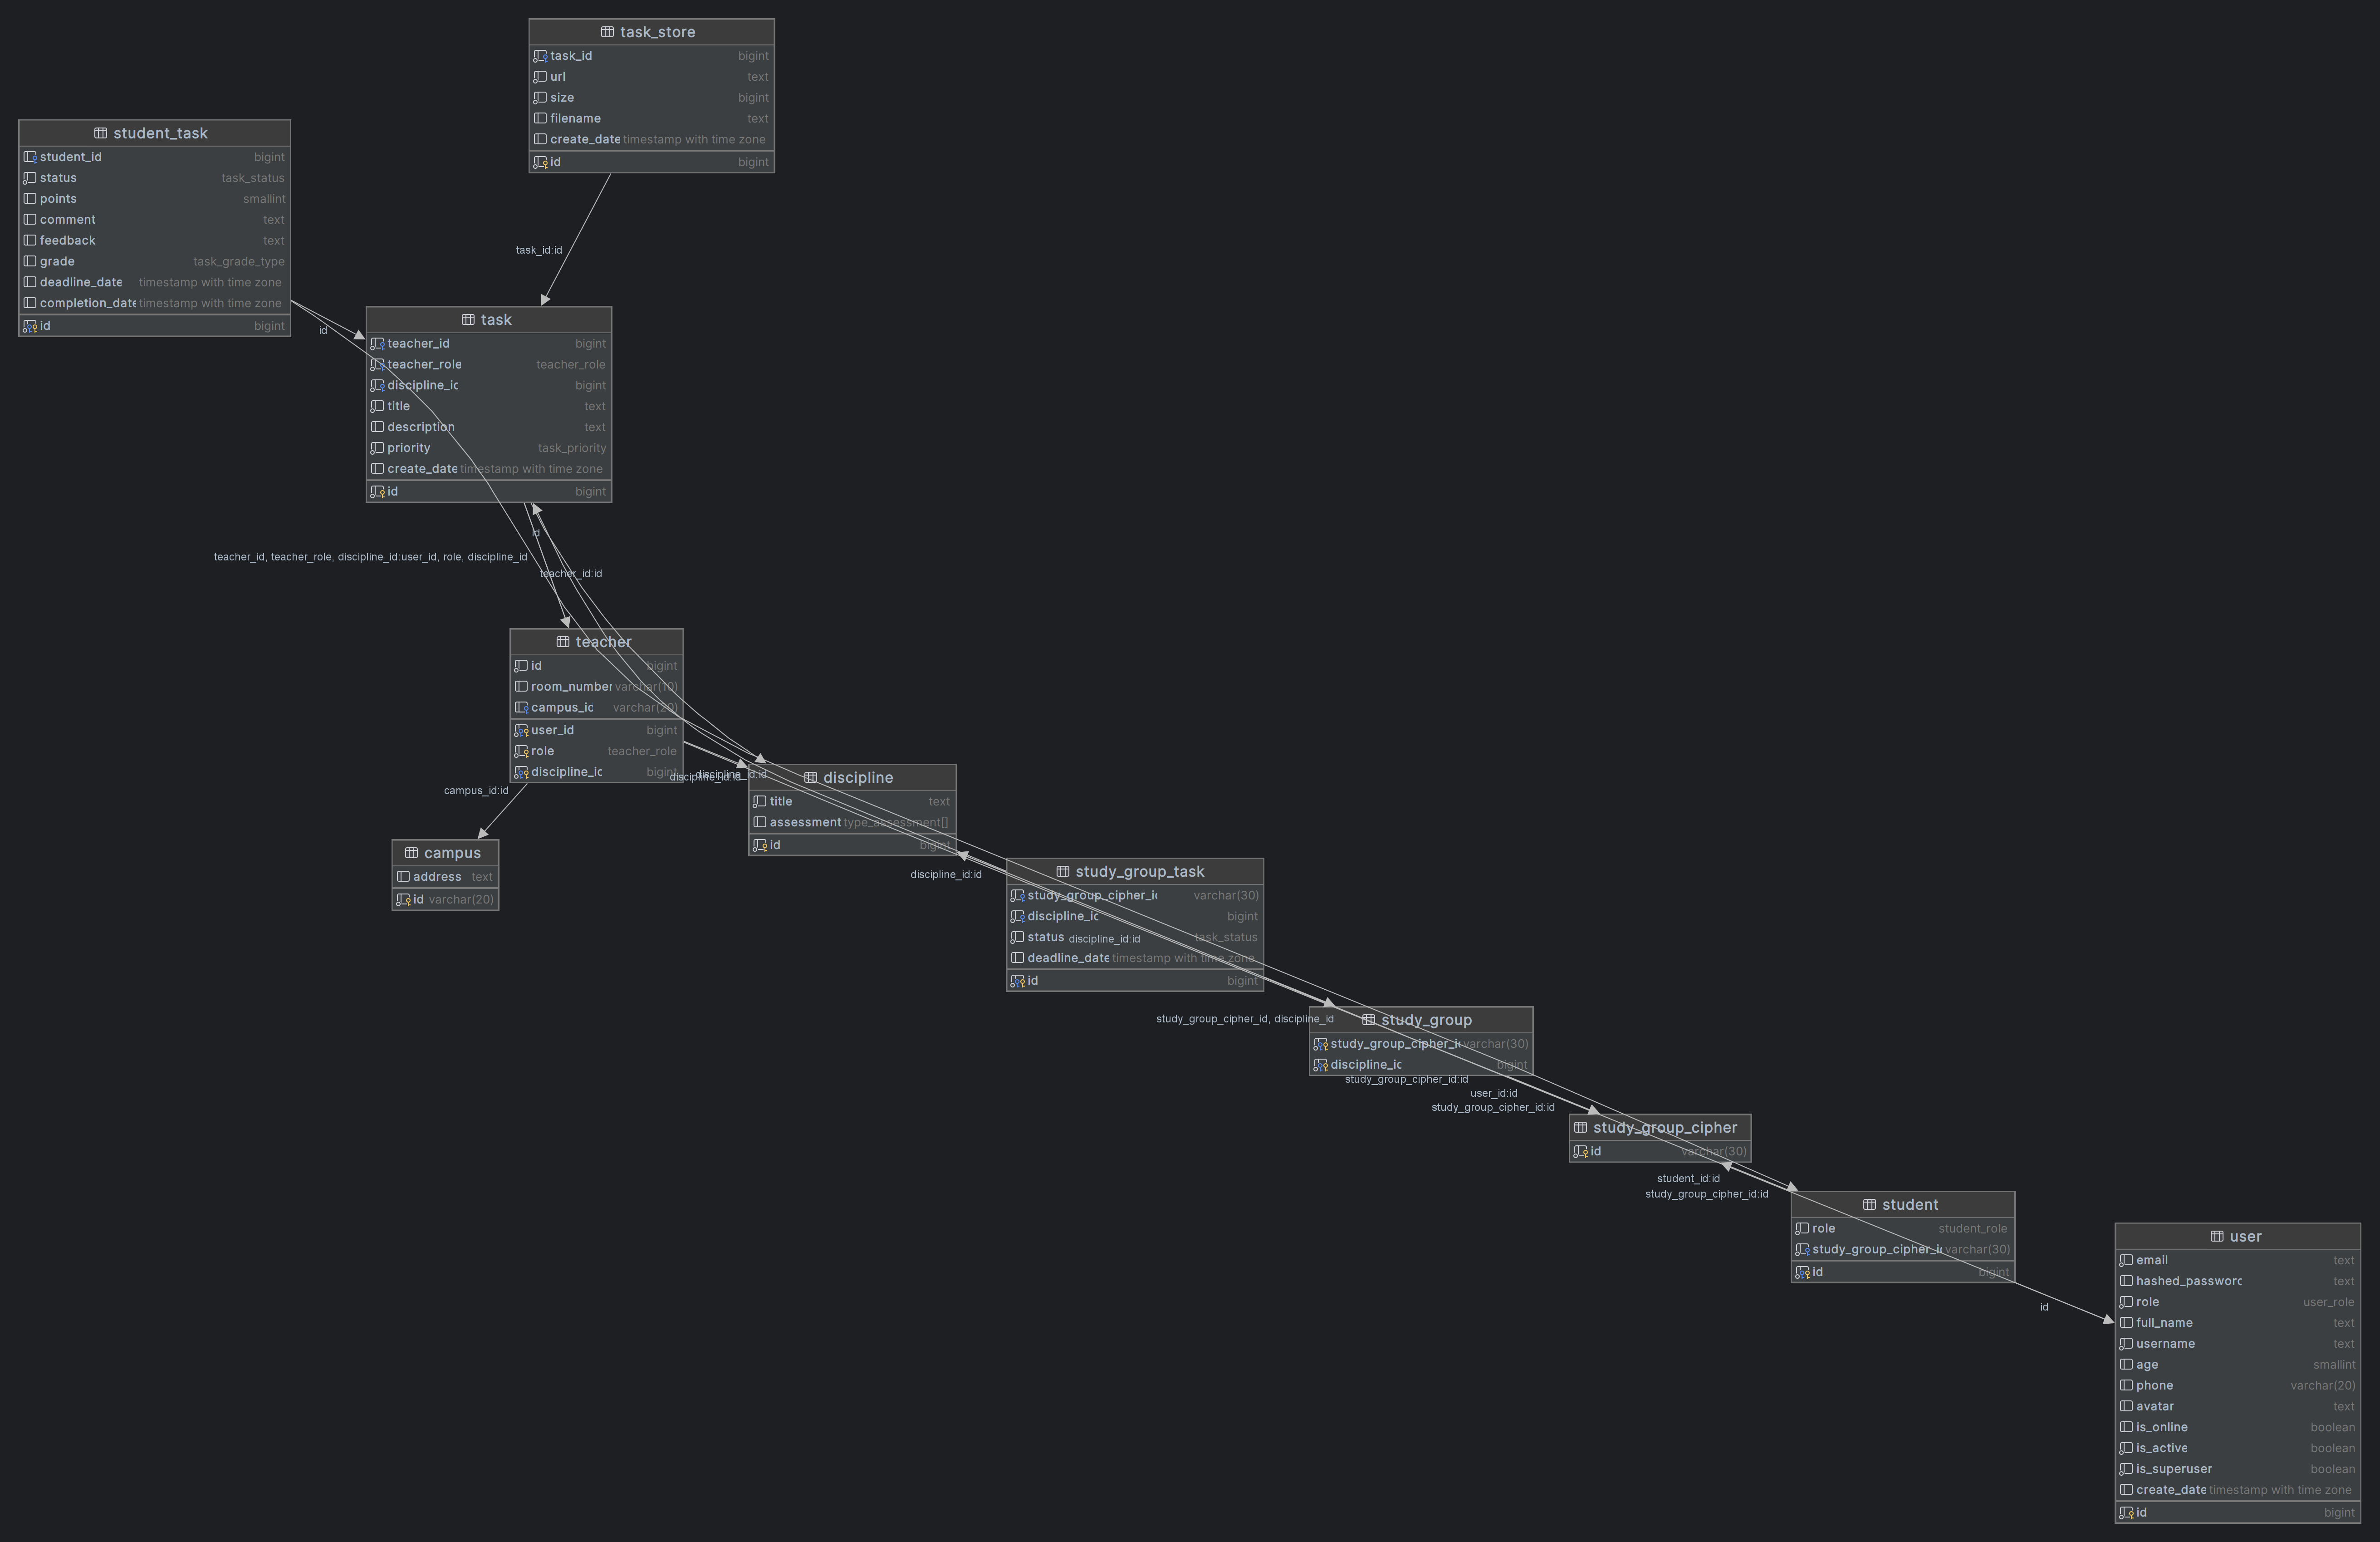 task_store
task_id bigint
url text
size bigint
filename text
create_date timestamp with time zone
id bigint
student_task
student_id bigint
status task_status
points smallint
comment text
feedback text
grade task_grade_type
deadline_date timestamp with time zone
completion_date timestamp with time zone
id bigint
task_id:id
id
task
teacher_id bigint
teacher_role teacher_role
discipline_ic bigint
title text
description text
priority task_priority
create_date timestamp with time zone
id bigint
id
teacher_id, teacher_role, discipline_id:user_id, role, discipline_id
teacher_id:id
teacher
id bigint
room_number varchar(10)
campus_ic varchar(20)
user_id bigint
role teacher_role
discipline_ic bigint
discipline_id:id
discipline_id:id
campus_id:id
discipline
title text
assessment type_assessment[]
id bigint
campus
address text
id varchar(20)
discipline_id:id
study_group_task
study_group_cipher_ic varchar(30)
discipline_ic bigint
status task_status
discipline_id:id
deadline_date timestamp with time zone
id bigint
study_group_cipher_id, discipline_id
study_group
study_group_cipher_ic varchar(30)
discipline_ic bigint
study_group_cipher_id:id
user_id:id
study_group_cipher_id:id
study_group_cipher
id varchar(30)
student_id:id
study_group_cipher_id:id
student
role student_role
study_group_cipher_ic varchar(30)
id bigint
id
user
email text
hashed_passworc text
role user_role
full_name text
username text
age smallint
phone varchar(20)
avatar text
is_online boolean
is_active boolean
is_superuser boolean
create_date timestamp with time zone
id bigint